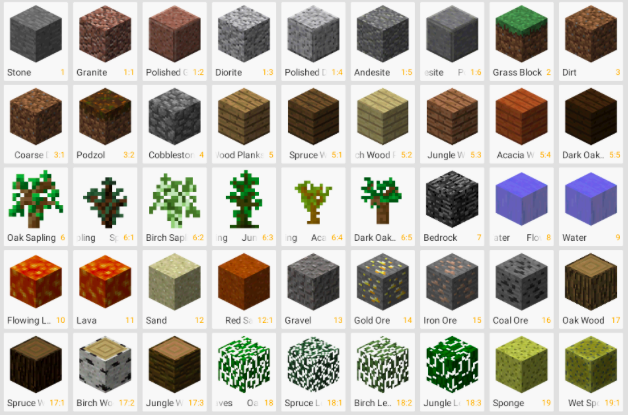 Stone 1
Granite 1:1
Polished 1:2
Diorite 1:3
Polished 1:4
Andesite 1:5
1:6
Grass Block 2
Dirt 3
Coarse 3:1
Podzol 3:2
Cobbleston 4
Wood Plank 5
Spruce W 5:1
ch Wood 5:2
Jungle W 5:3
Acacia W 5:4
Dark Oak.. 5:5
Oak Sapling 6
pling Sp 6:1
Birch Sapl 6:2
ng Jun 6:3
ng Aca 6:4
Dark Oak.. 6:5
Bedrock 7
ater Flo 8
Water 9
Flowing L.. 10
Lava 11
Sand 12
Red Sa 12:1
Gravel 13
Gold Ore 14
Iron Ore 15
Coal Ore 16
Oak Wood 17
Spruce W 17:1
Birch Wo 17:2
Jungle W 17:3
ves Oa 18
Spruce L 18:1
Birch Le.. 18:2
Jungle L 18:3
Sponge 19
Wet Sp 19:1